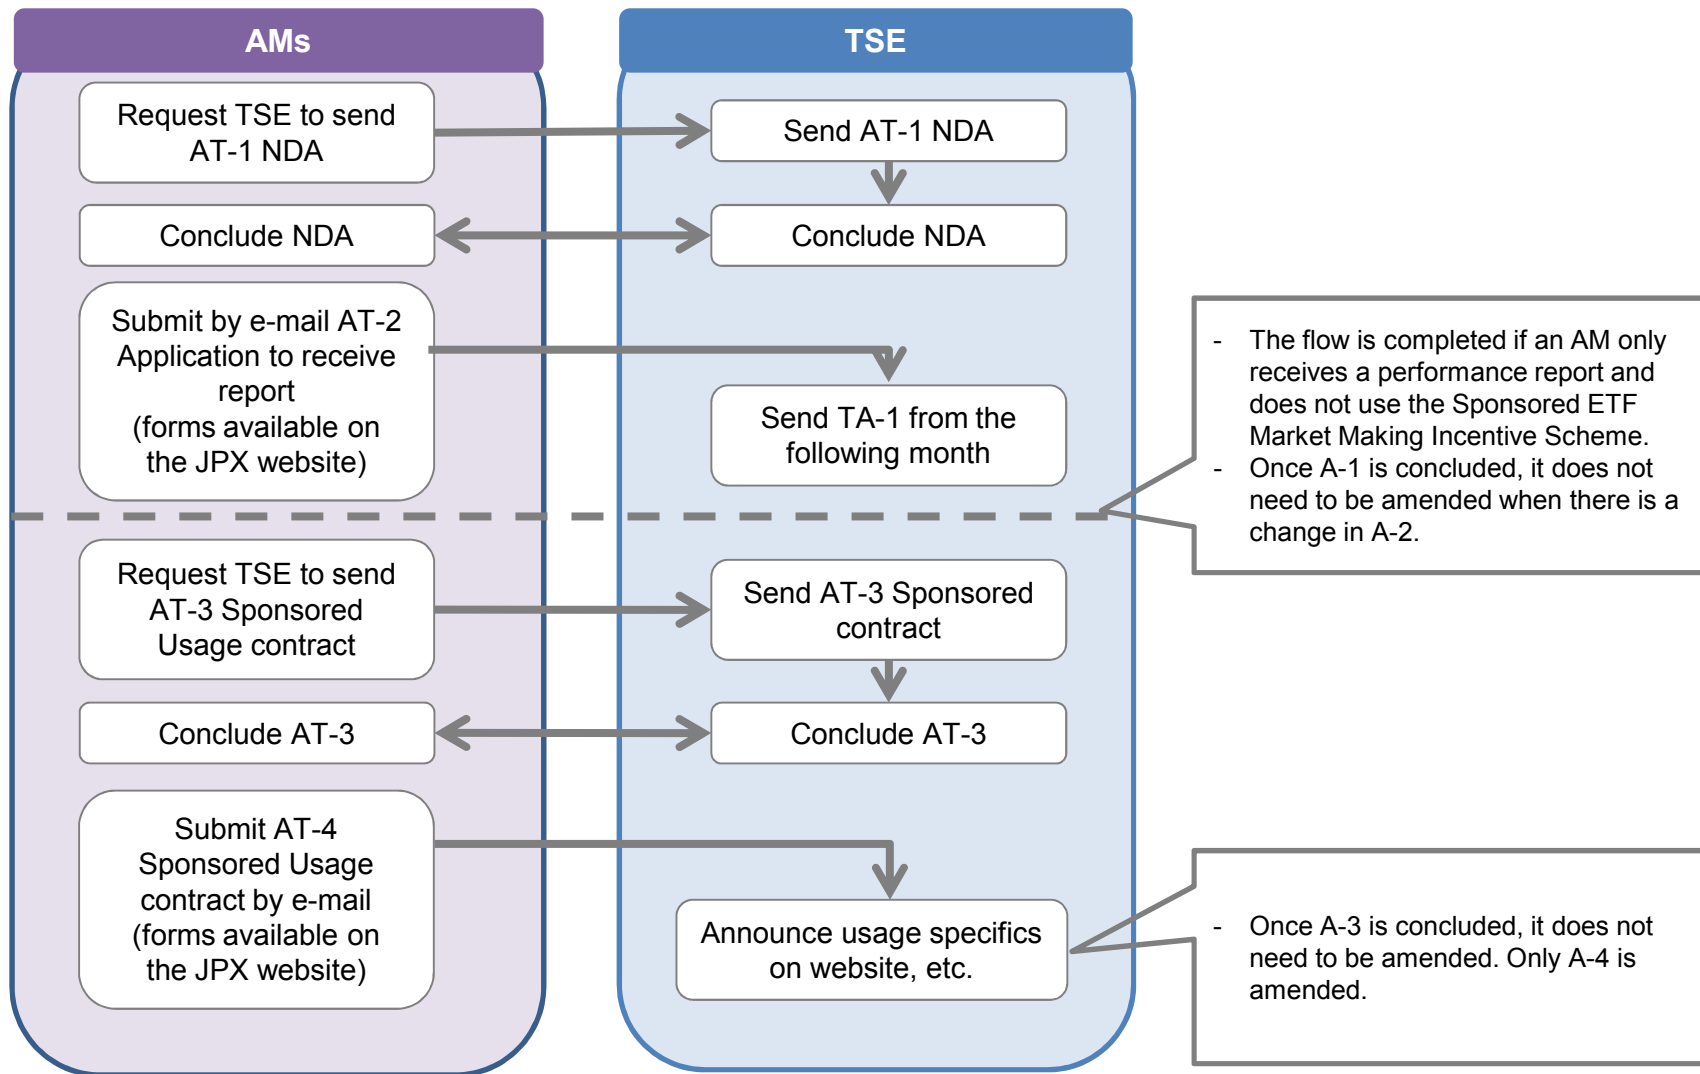 AMs
TSE
Request TSE to send
AT-1 NDA
Send AT-1 NDA
Conclude NDA
Conclude NDA
Submit by e-mail AT-2
Application to receive
report
(forms available on
the JPX website)
Send TA-1 from the
following month
- The flow is completed if an AM only
receives a performance report and
does not use the Sponsored ETF
Market Making Incentive Scheme.
- Once A-1 is concluded, it does not
need to be amended when there is a
change in A-2.
Request TSE to send
AT-3 Sponsored
Usage contract
Send AT-3 Sponsored
contract
Conclude AT-3
Conclude AT-3
Submit AT-4
Sponsored Usage
contract by e-mail
(forms available on
the JPX website)
Announce usage specifics
on website, etc.
- Once A-3 is concluded, it does not
need to be amended. Only A-4 is
amended.